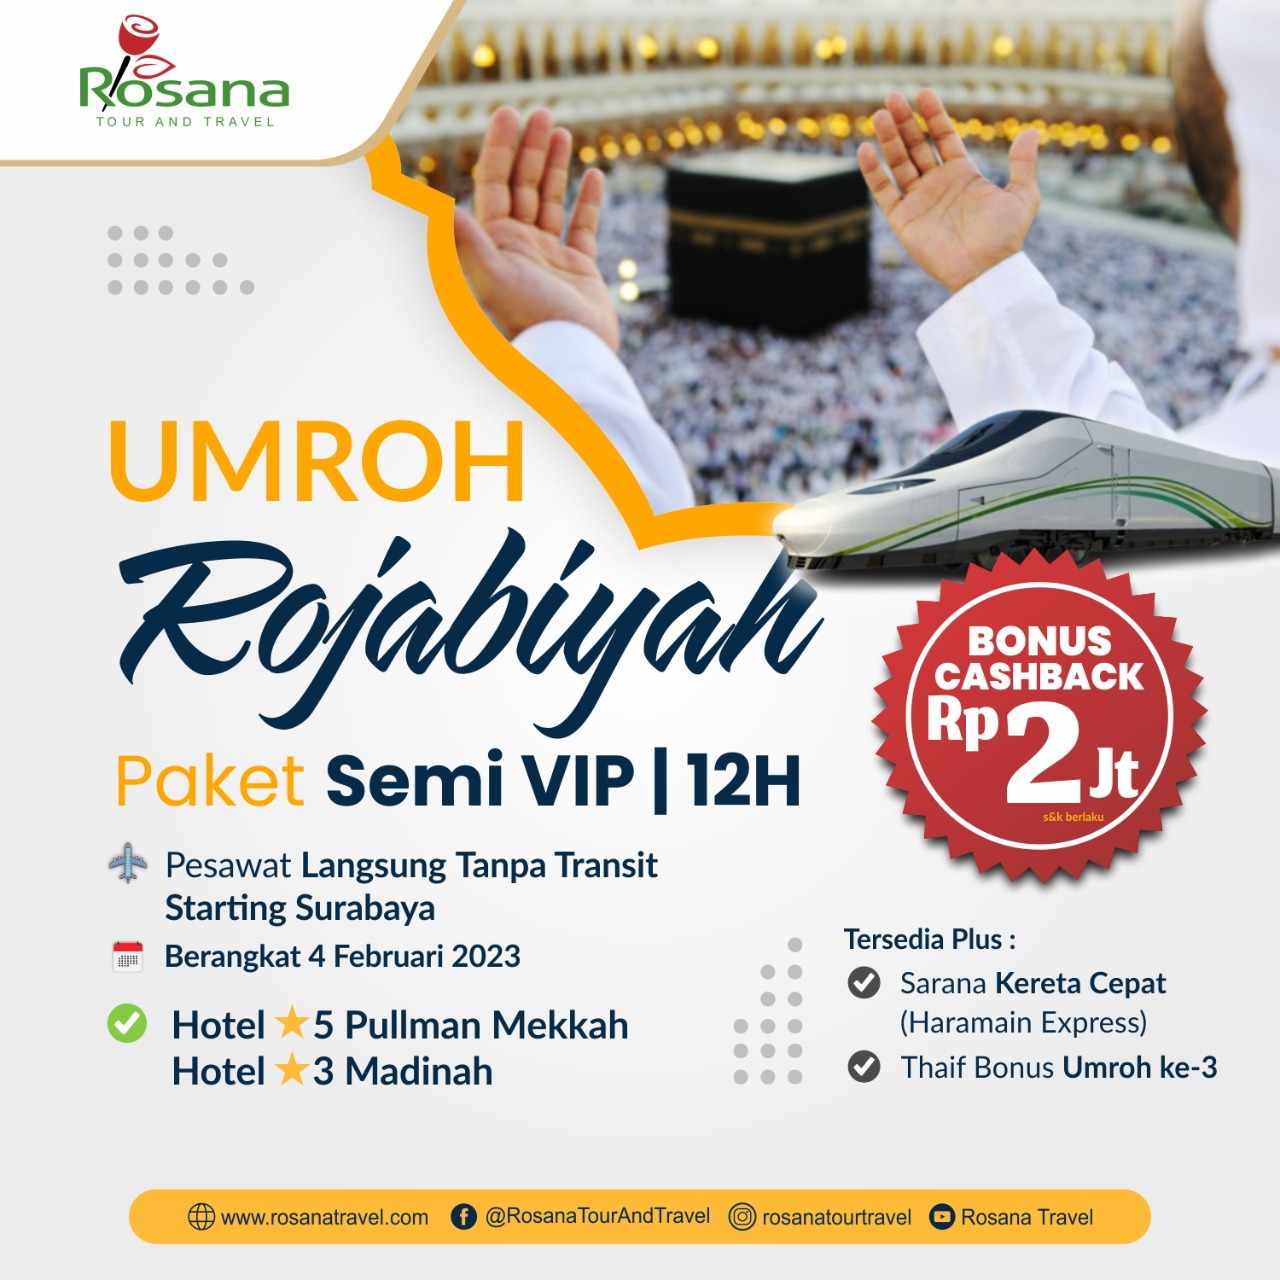 Rosana
TOUR AND TRAVEL
UMROH
Rojabiyah
Paket Semi VIP | 12H
Pesawat Langsung Tanpa Transit
Starting Surabaya
Berangkat 4 Februari 2023
Hotel ★5 Pullman Mekkah
Hotel ★3 Madinah
BONUS
CASHBACK
Rp 2 Jt
s&k berlaku
Tersedia Plus :
Sarana Kereta Cepat
(Haramain Express)
Thaif Bonus Umroh ke-3
www.rosanatravel.com @RosanaTourAndTravel rosanatourtravel Rosana Travel